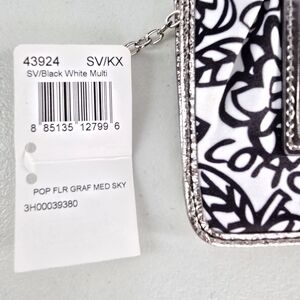 43924 SV/KX
SV/Black White Multi
8 85135 12799 6
POP FLR GRAF MED SKY
3H00039380